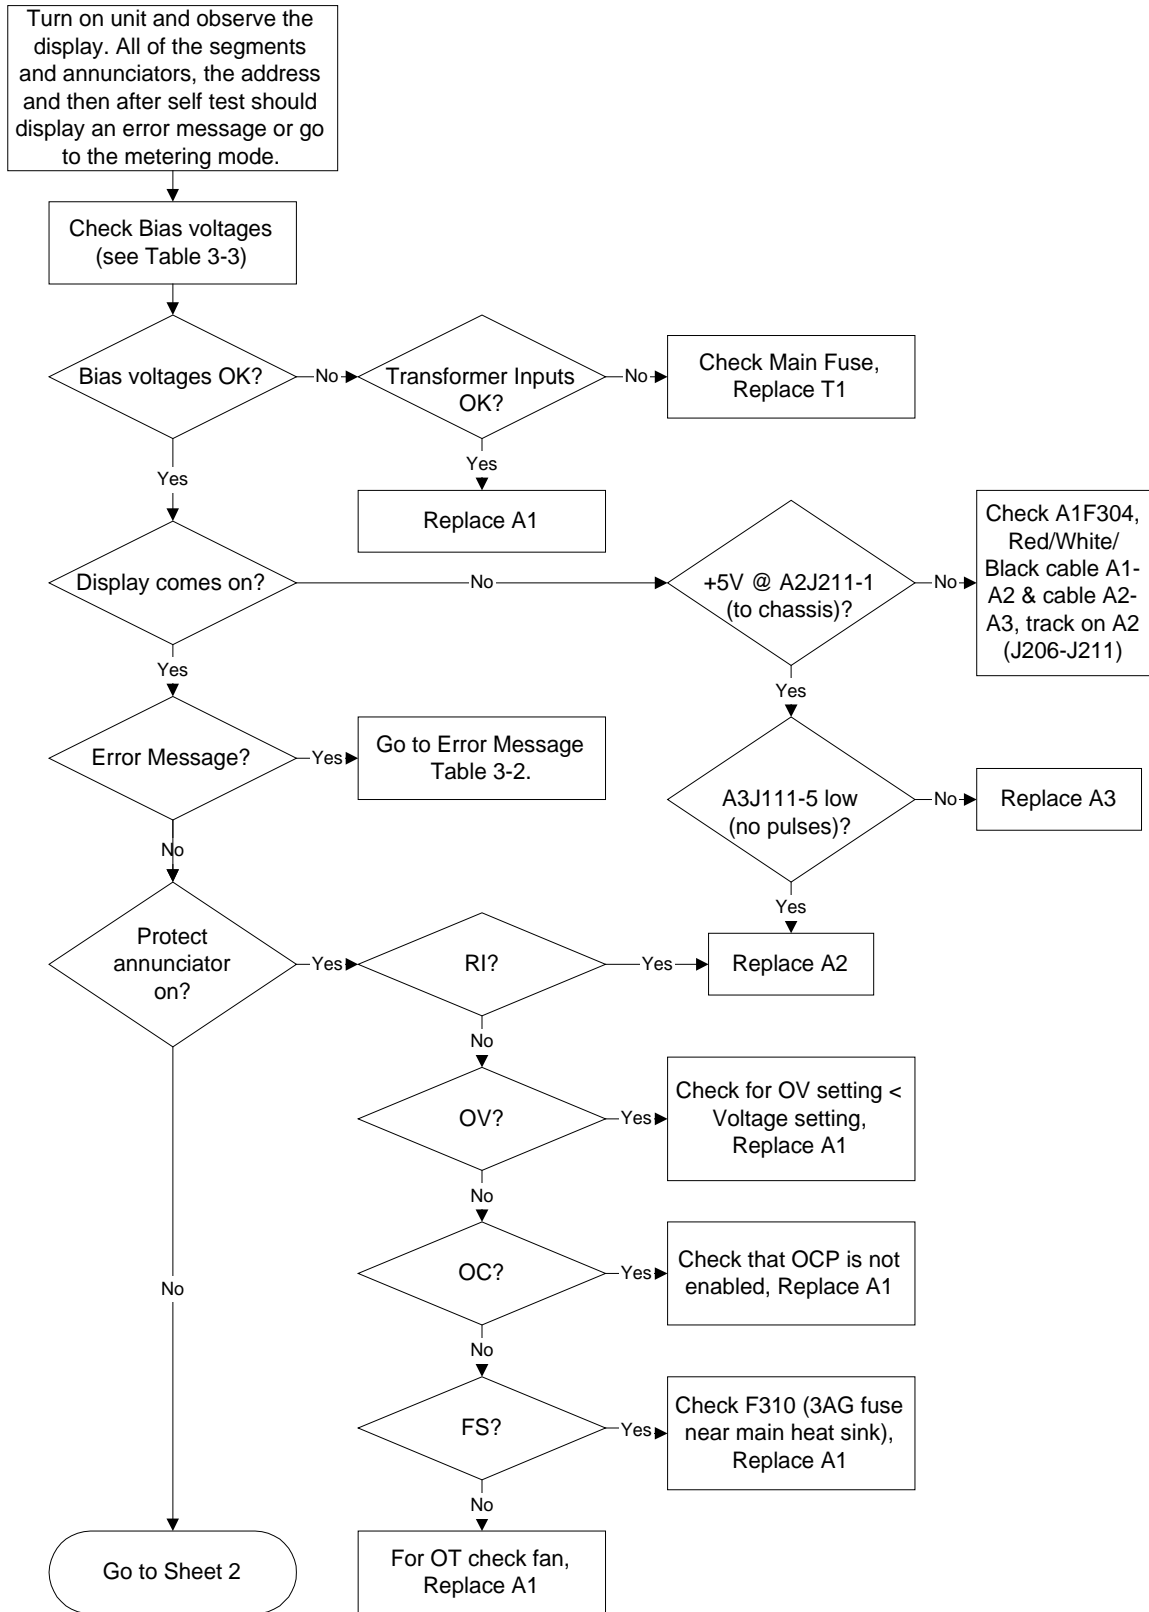 Turn on unit and observe the
display. All of the segments
and annunciators, the address
and then after self test should
display an error message or go
to the metering mode.
Check Bias voltages
(see Table 3-3)
Bias voltages OK?
No
Transformer Inputs
OK?
No
Check Main Fuse,
Replace T1
Yes
Yes
Replace A1
Display comes on?
No
+5V @ A2J211-1
(to chassis)?
No
Check A1F304,
Red/White/
Black cable A1-
A2 & cable A2-
A3, track on A2
(J206-J211)
Yes
Yes
Error Message?
Yes
Go to Error Message
Table 3-2.
A3J111-5 low
(no pulses)?
No
Replace A3
No
Yes
Protect
annunciator
on?
Yes
RI?
Yes
Replace A2
No
OV?
Yes
Check for OV setting <
Voltage setting,
Replace A1
No
OC?
Yes
Check that OCP is not
enabled, Replace A1
No
No
FS?
Yes
Check F310 (3AG fuse
near main heat sink),
Replace A1
No
Go to Sheet 2
For OT check fan,
Replace A1